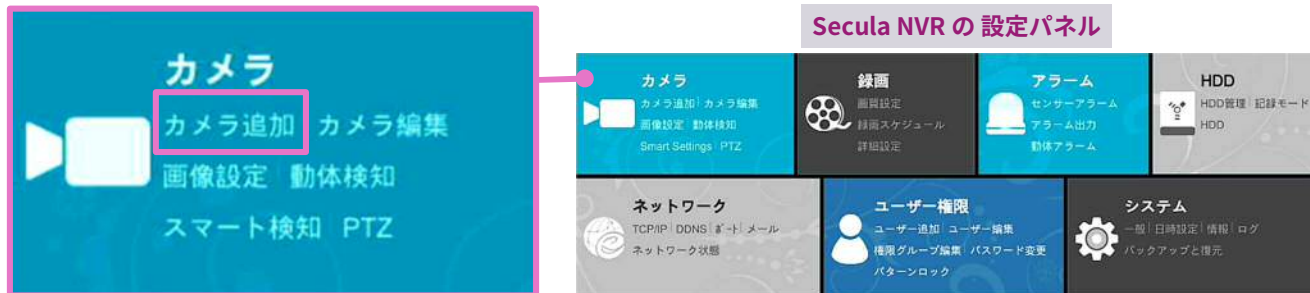 カメラ
カメラ追加 カメラ編集
画像設定 動体検知
スマート検知 PTZ
Secula NVR の 設定パネル
カメラ
カメラ追加 カメラ編集
画像設定 動体検知
Smart Settings PTZ
録画
画質設定
録画スケジュール
詳細設定
アラーム
センサーアラーム
アラーム出力
動体アラーム
HDD
HDD管理 記録モード
HDD
ネットワーク
TCP/IP DDNS ポート メール
ネットワーク状態
ユーザー権限
ユーザー追加 ユーザー編集
権限グループ編集 パスワード変更
パターンロック
システム
一般 日時設定 情報 ログ
バックアップと復元